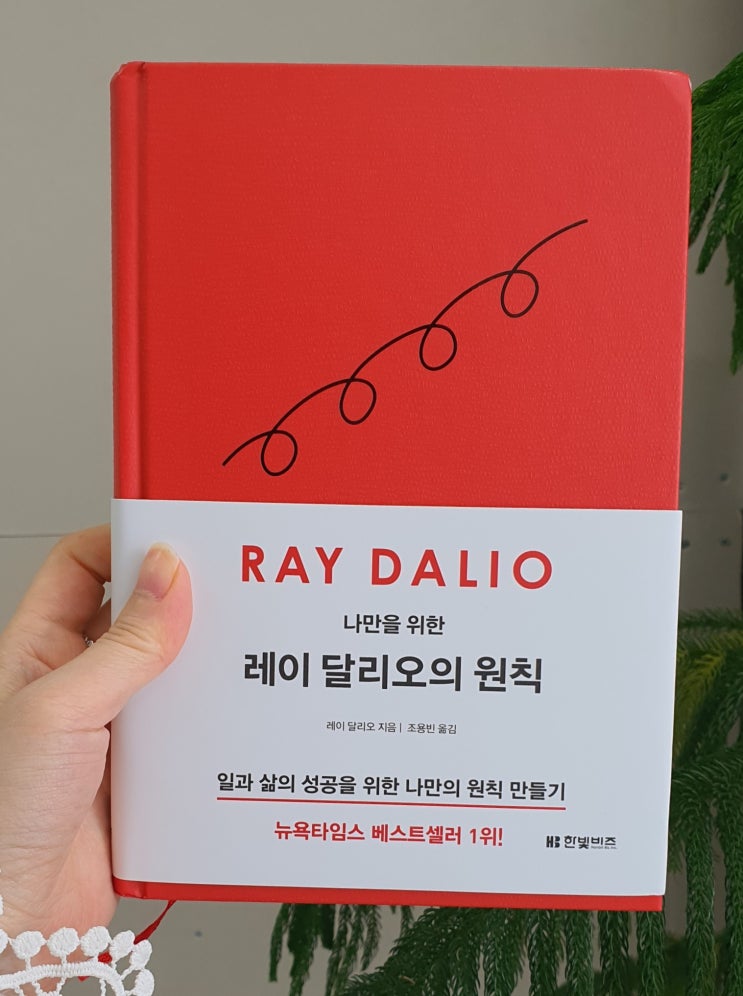 RAY DALIO
나만을 위한
레이 달리오의 원칙
레이 달리오 지음 | 조용빈 옮김
일과 삶의 성공을 위한 나만의 원칙 만들기
뉴욕타임스 베스트셀러 1위!
HB 한빛비즈